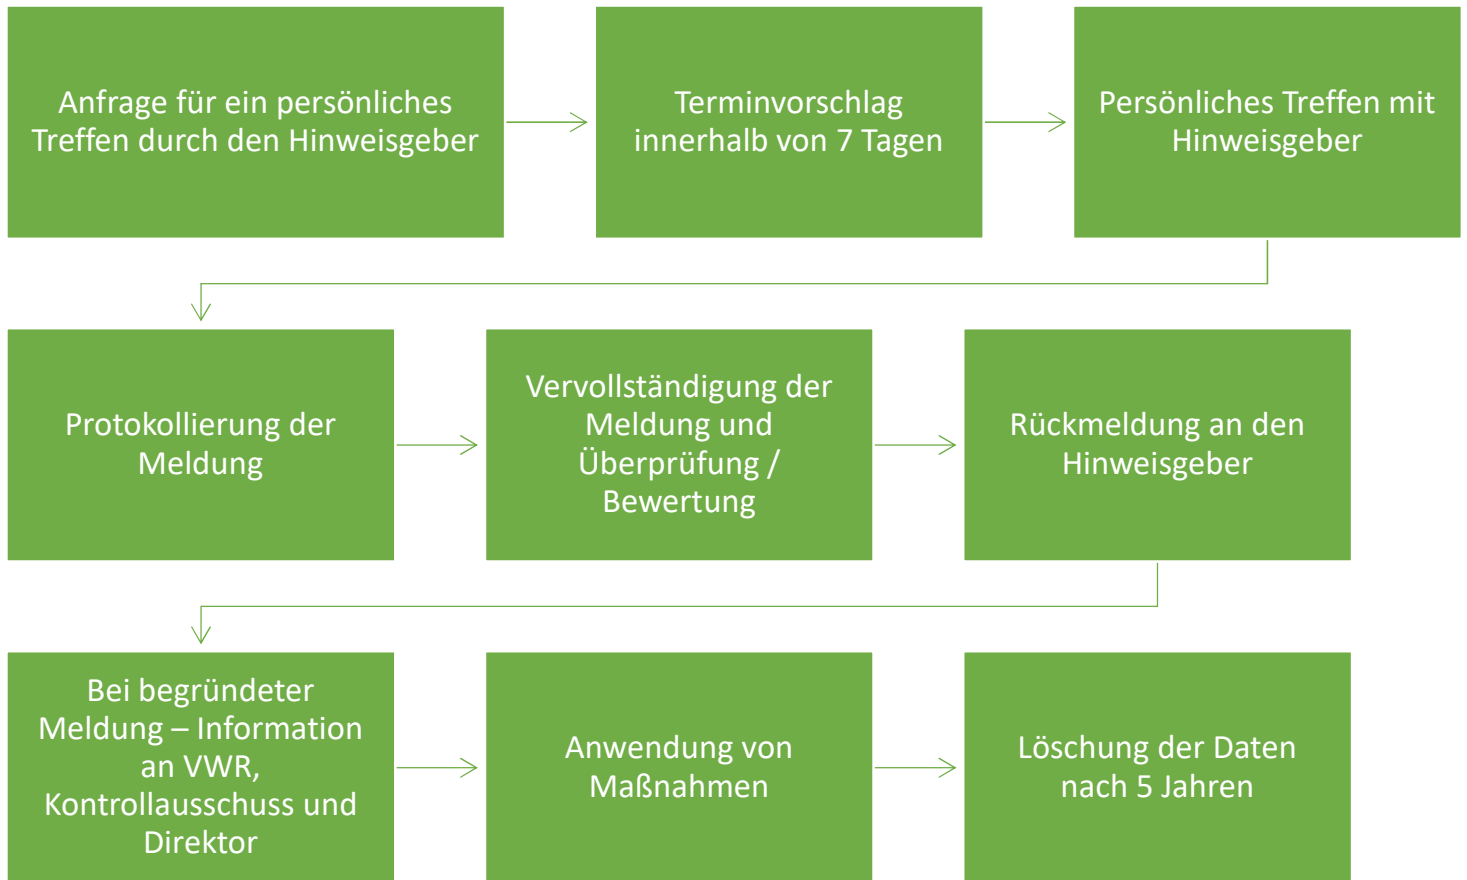 Anfrage für ein persönliches
Treffen durch den Hinweisgeber
Terminvorschlag
innerhalb von 7 Tagen
Persönliches Treffen mit
Hinweisgeber
Protokollierung der
Meldung
Vervollständigung der
Meldung und
Überprüfung /
Bewertung
Rückmeldung an den
Hinweisgeber
Bei begründeter
Meldung – Information
an VWR,
Kontrollausschuss und
Direktor
Anwendung von
Maßnahmen
Löschung der Daten
nach 5 Jahren